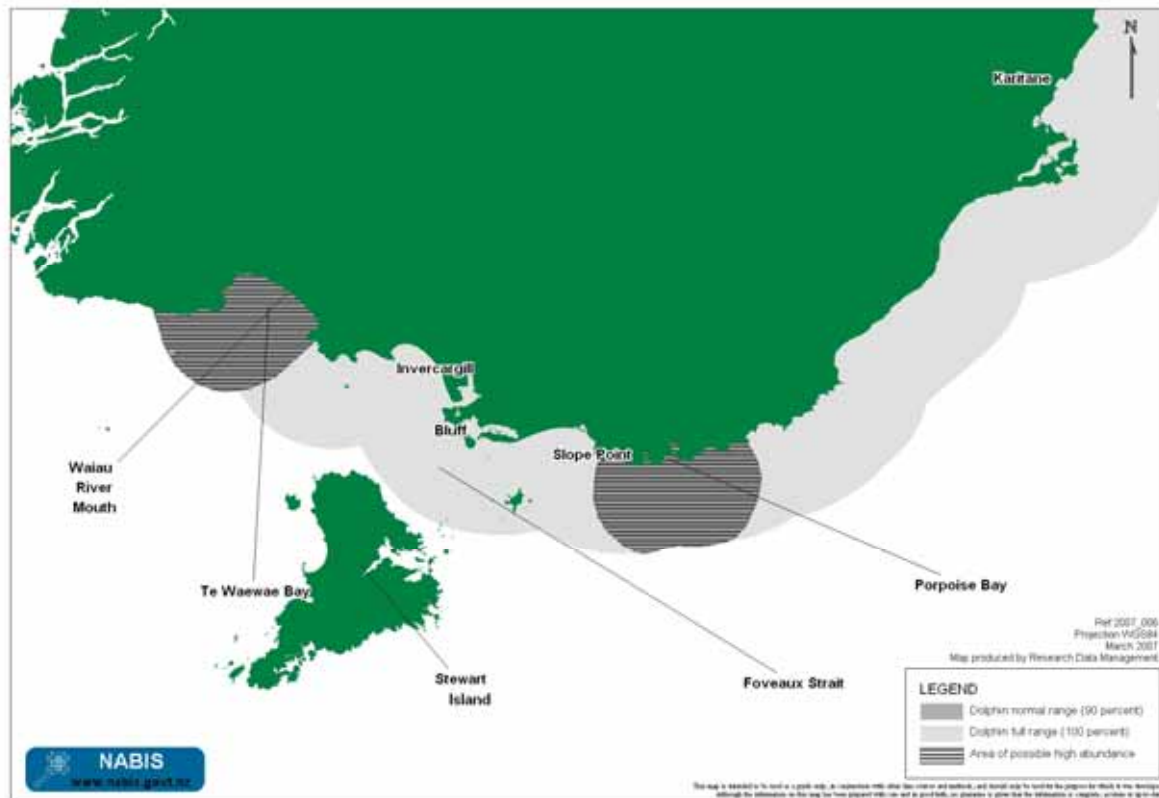 N
Karitane
Invercargill
Bluff
Slope Point
Waiau
River
Mouth
Te Waewae Bay
Porpoise Bay
Stewart
Island
Foveaux Strait
Ref 2007_006
Projection WGS84
March 2007
Map produced by Research Data Management
LEGEND
Dolphin normal range (90 percent)
Dolphin full range (100 percent)
Area of possible high abundance
NABIS
www.nabis.govt.nz